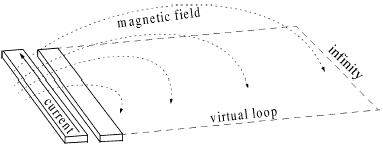 magnetic field
infinity
current
virtual loop